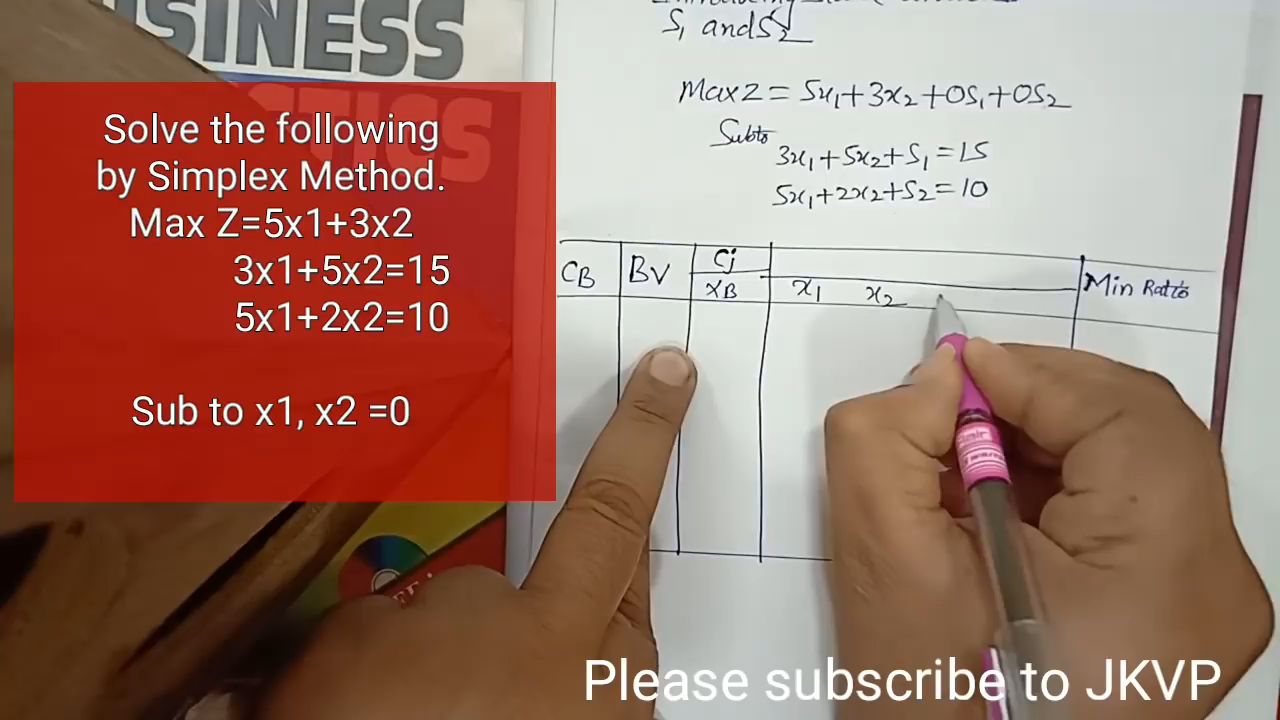 SINESS
Solve the following
by Simplex Method.
Max Z=5x1+3x2
3x1+5x2=15
5x1+2x2=10
Sub to x1, x2 =0
S1 and S2
Max Z = 5x1+3x2+0S1+0S2
Subto
3x1+5x2+S1=15
5x1+2x2+S2=10
CB BV Cj
XB x1 x2 Min Ratio
Please subscribe to JKVP